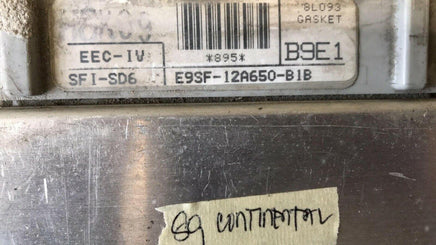 8L093
GASKET
*895*
EEC-IV
B9E1
SFI-SD6 E9SF-12A650-B1B
89 CONTINENTAL